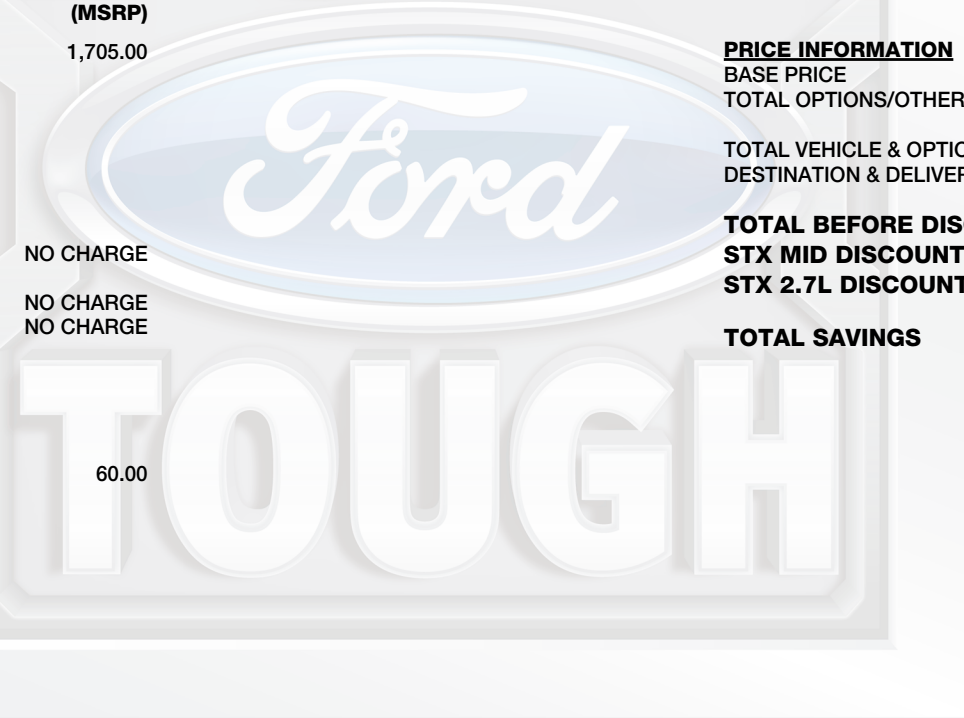 (MSRP)
1,705.00
NO CHARGE
NO CHARGE
NO CHARGE
60.00
PRICE INFORMATION
BASE PRICE
TOTAL OPTIONS/OTHER
TOTAL VEHICLE & OPTIO
DESTINATION & DELIVER
TOTAL BEFORE DIS
STX MID DISCOUNT
STX 2.7L DISCOUNT
TOTAL SAVINGS
Ford
TOUGH